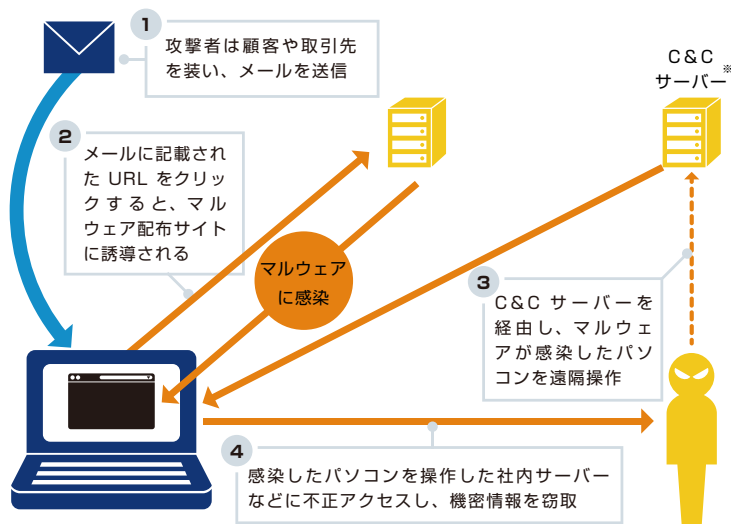 1
攻撃者は顧客や取引先
を装い、メールを送信
C&C
サーバー※
2
メールに記載され
た URL をクリッ
クすると、マル
ウェア配布サイト
に誘導される
マルウェア
に感染
3
C&C サーバーを
経由し、マルウェ
アが感染したパソ
コンを遠隔操作
4
感染したパソコンを操作した社内サーバー
などに不正アクセスし、機密情報を窃取